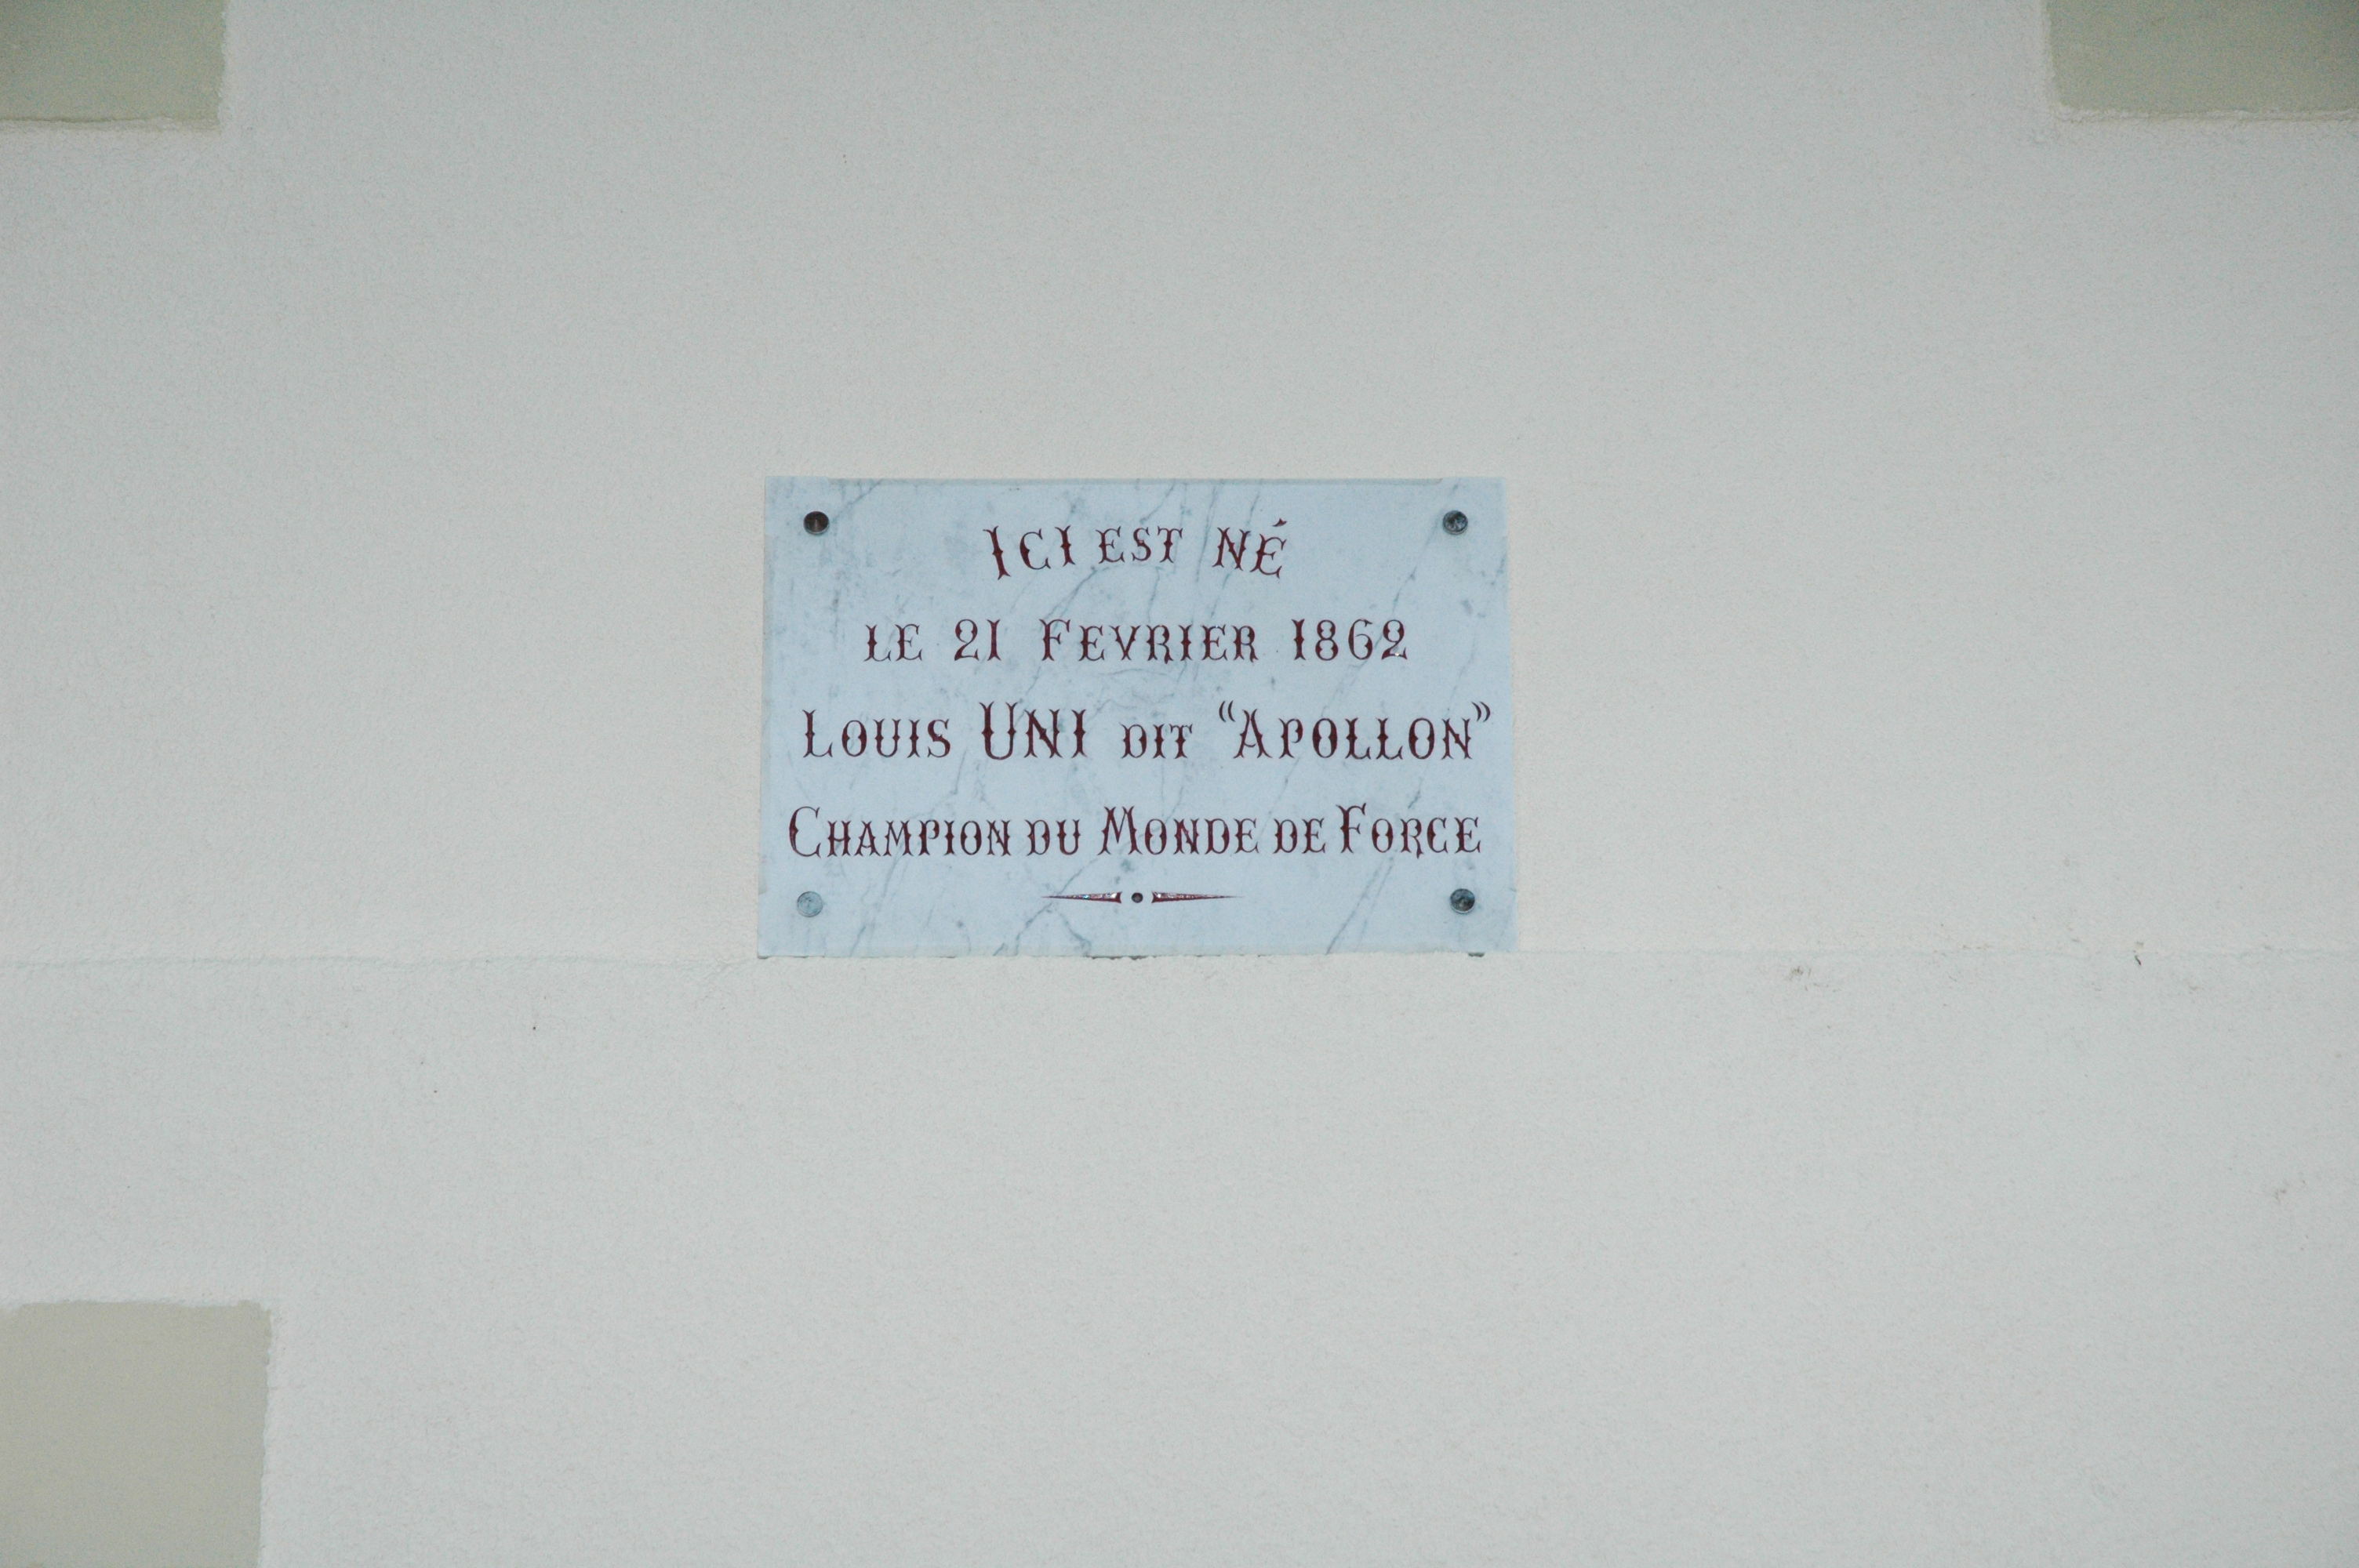 ICI EST NÉ
LE 21 FEVRIER 1862
LOUIS UNI DIT “APOLLON”
CHAMPION DU MONDE DE FORCE